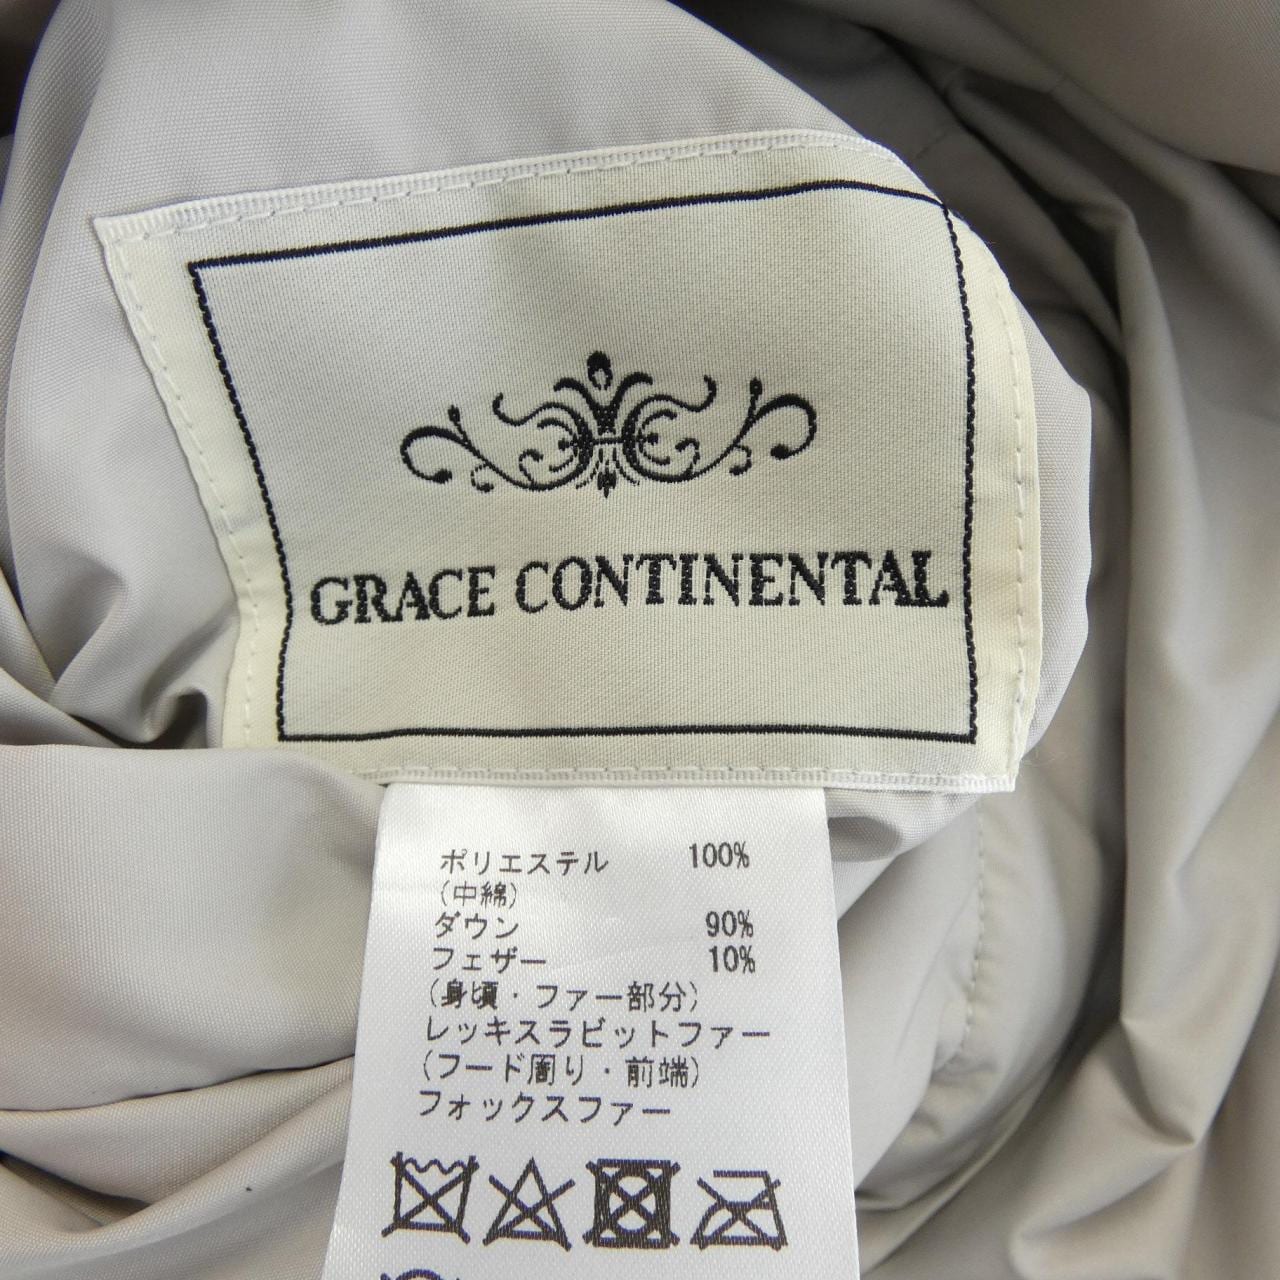 GRACE CONTINENTAL
ポリエステル 100%
(中綿)
ダウン 90%
フェザー 10%
(身頃・ファー部分)
レッキスラビットファー
(フード周り・前端)
フォックスファー